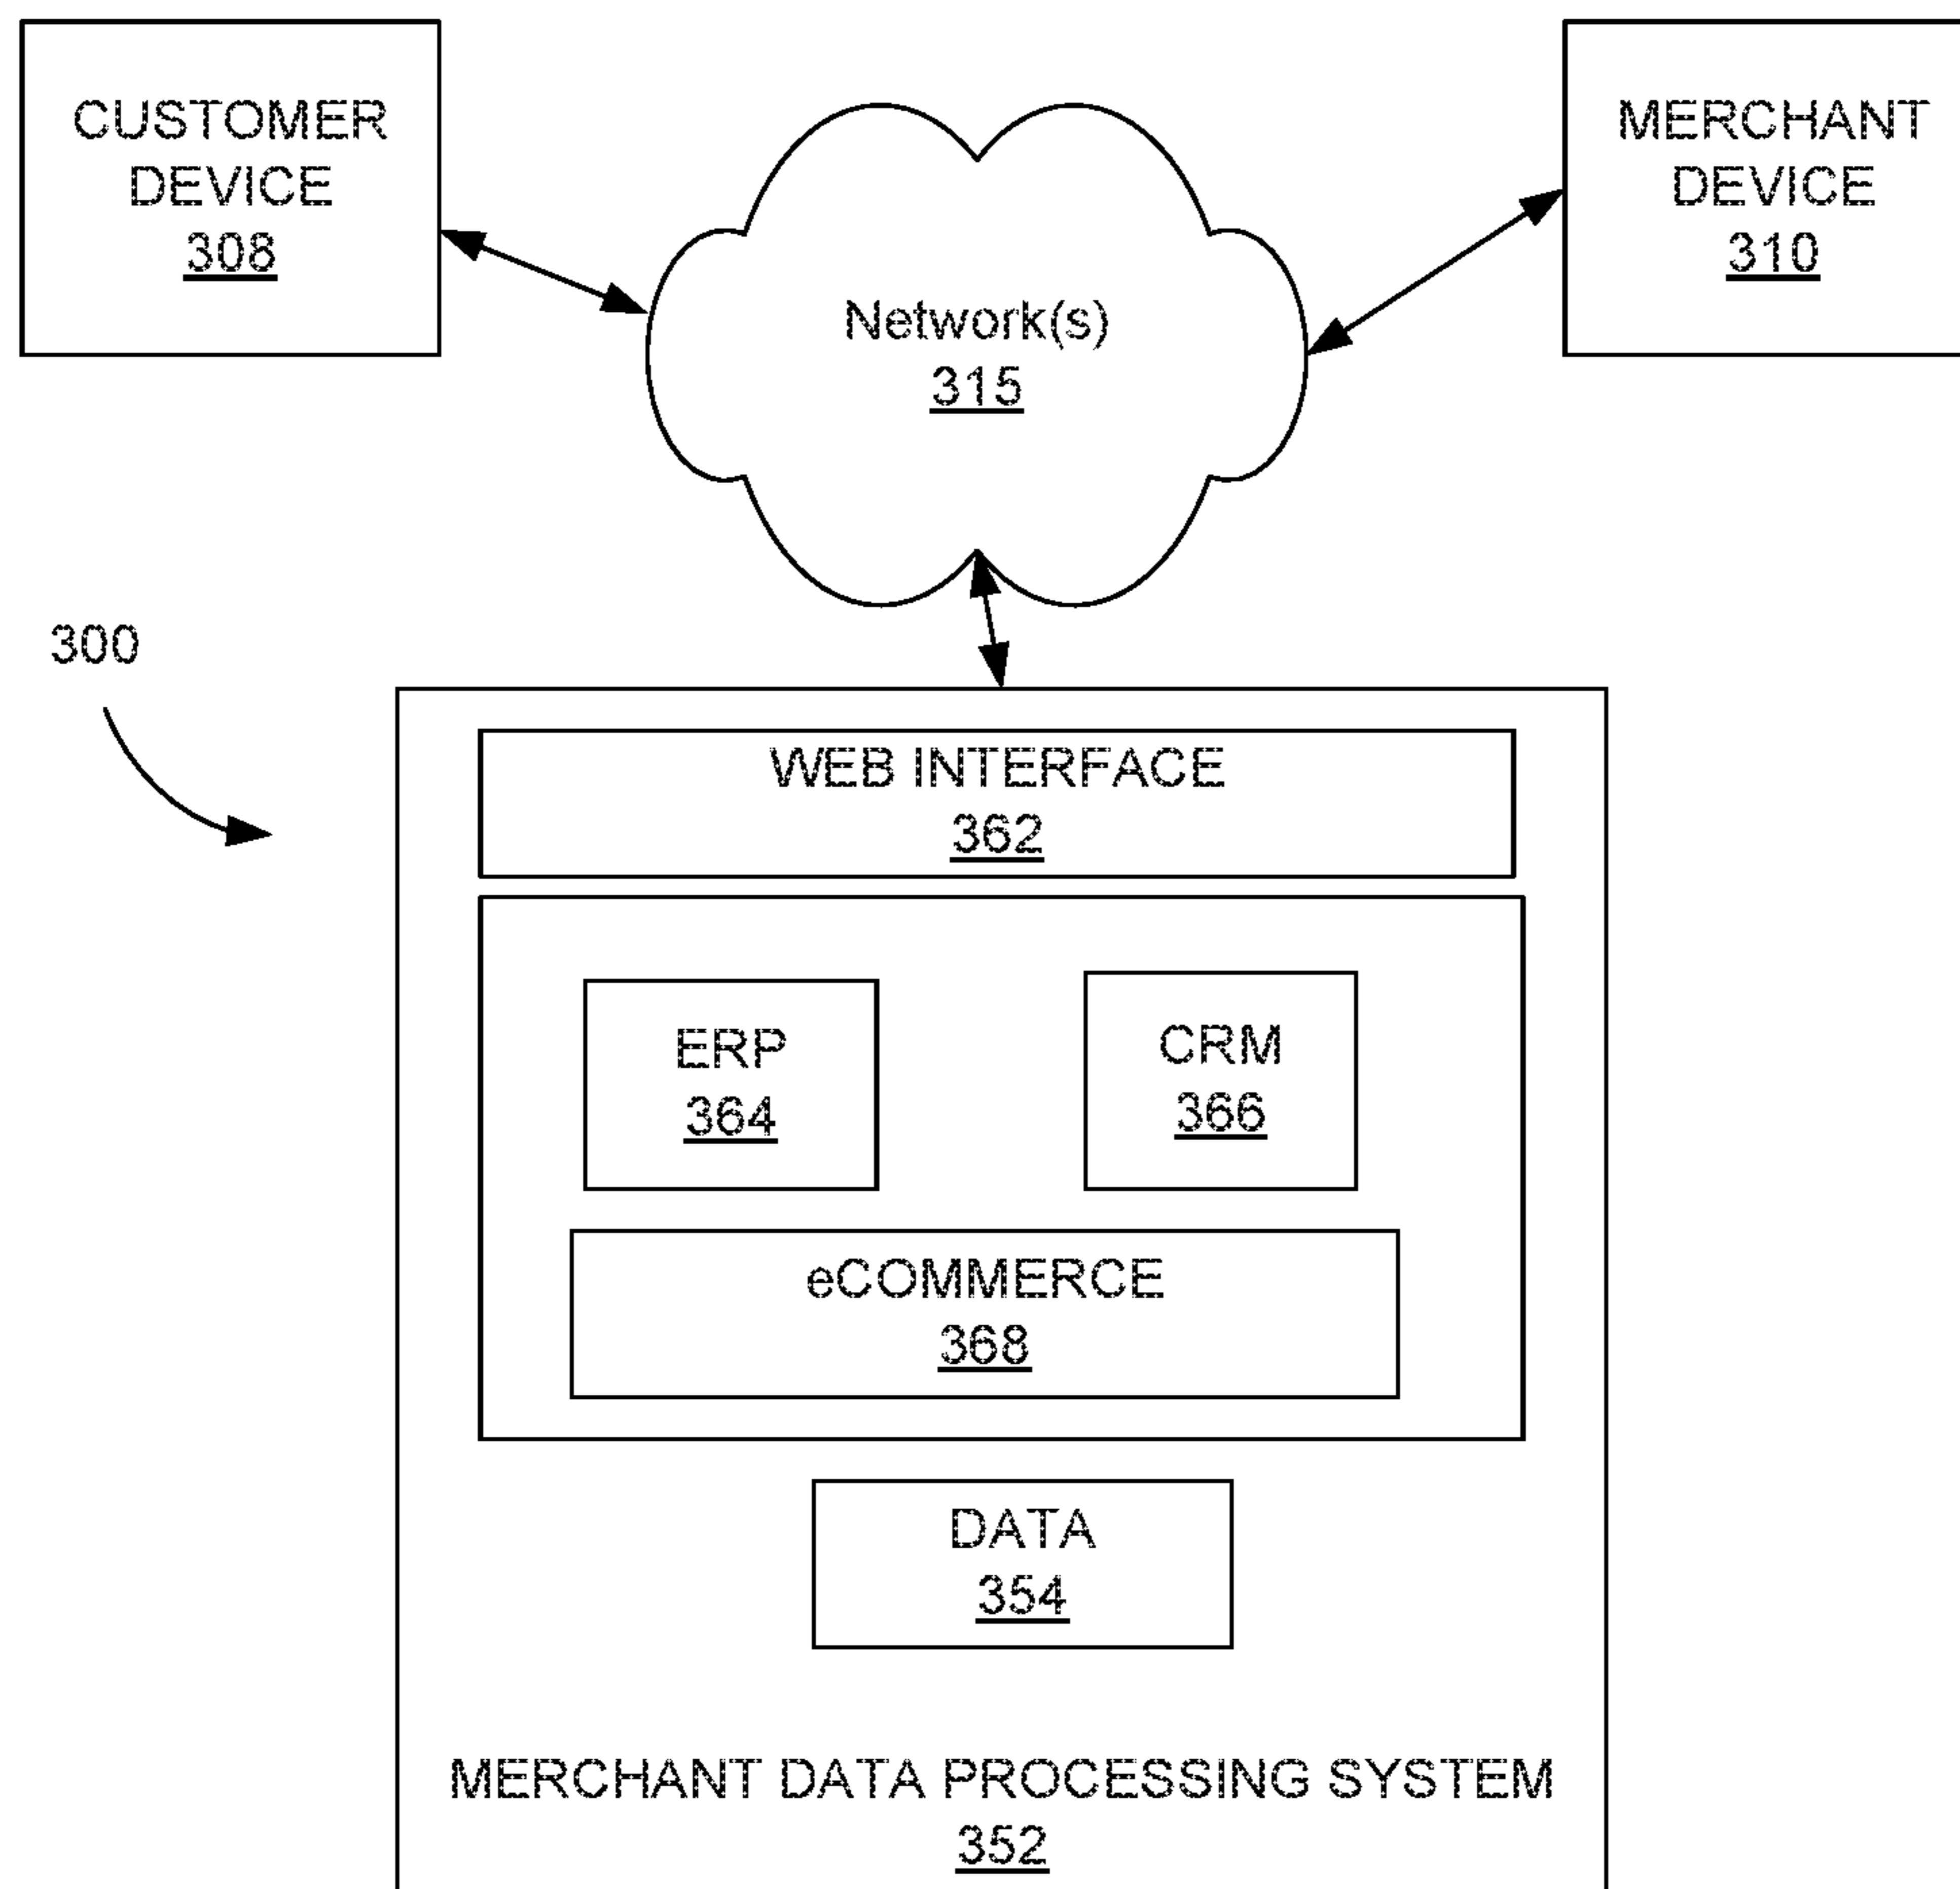 CUSTOMER
DEVICE
308
MERCHANT
DEVICE
310
Network(s)
315
300
WEB INTERFACE
362
ERP
364
CRM
366
eCOMMERCE
368
DATA
354
MERCHANT DATA PROCESSING SYSTEM
352